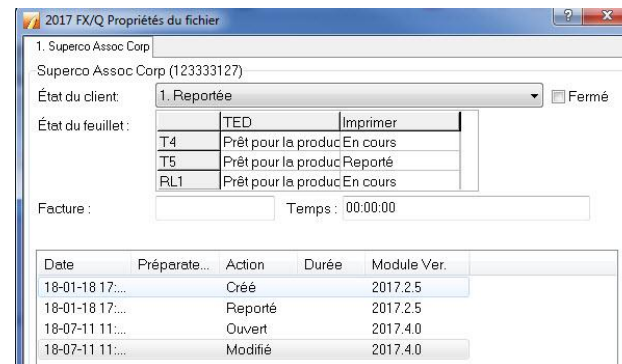 2017 FX/Q Propriétés du fichier
1. Superco Assoc Corp
Superco Assoc Corp (123333127)
État du client: 1. Reportée Fermé
État du feuillet : TED Imprimer
T4 Prêt pour la produc En cours
T5 Prêt pour la produc Reporté
RL1 Prêt pour la produc En cours
Facture : Temps : 00:00:00
Date Préparate... Action Durée Module Ver.
18-01-18 17:... Créé 2017.2.5
18-01-18 17:... Reporté 2017.2.5
18-07-11 11:... Ouvert 2017.4.0
18-07-11 11:... Modifié 2017.4.0